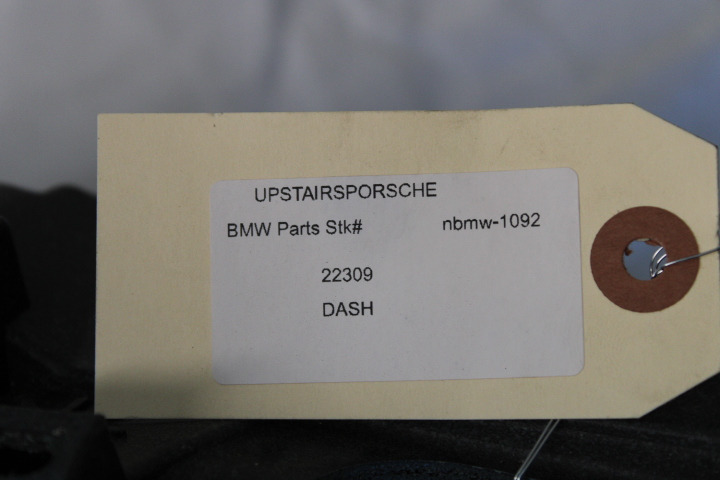 UPSTAIRSPORSCHE
BMW Parts Stk# nbmw-1092
22309
DASH